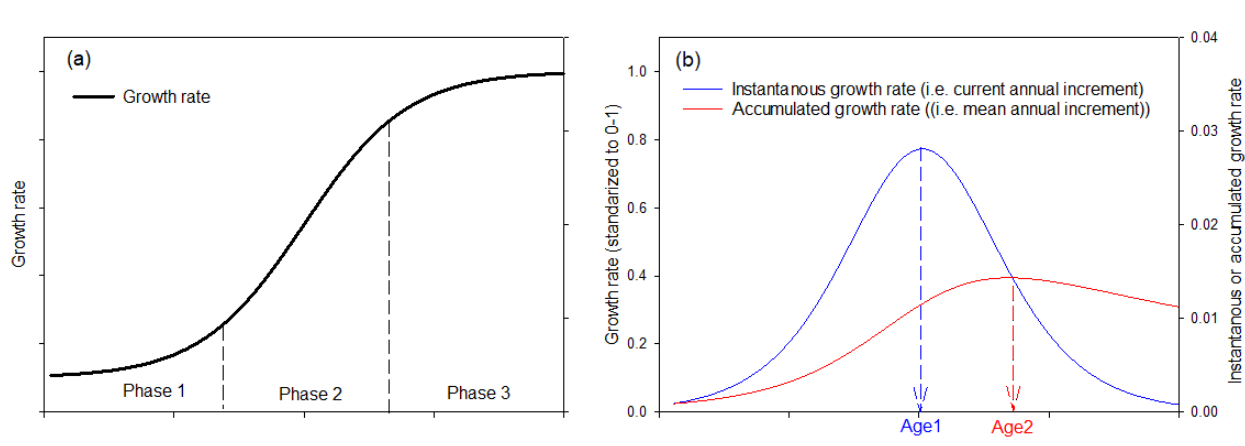 (a)
Growth rate
Growth rate
Phase 1
Phase 2
Phase 3
(b)
Instantanous growth rate (i.e. current annual increment)
Accumulated growth rate ((i.e. mean annual increment))
Growth rate (standarized to 0-1)
1.0
0.8
0.6
0.4
0.2
0.0
0.04
0.03
0.02
0.01
0.00
Instantanous or accumulated growth rate
Age1
Age2